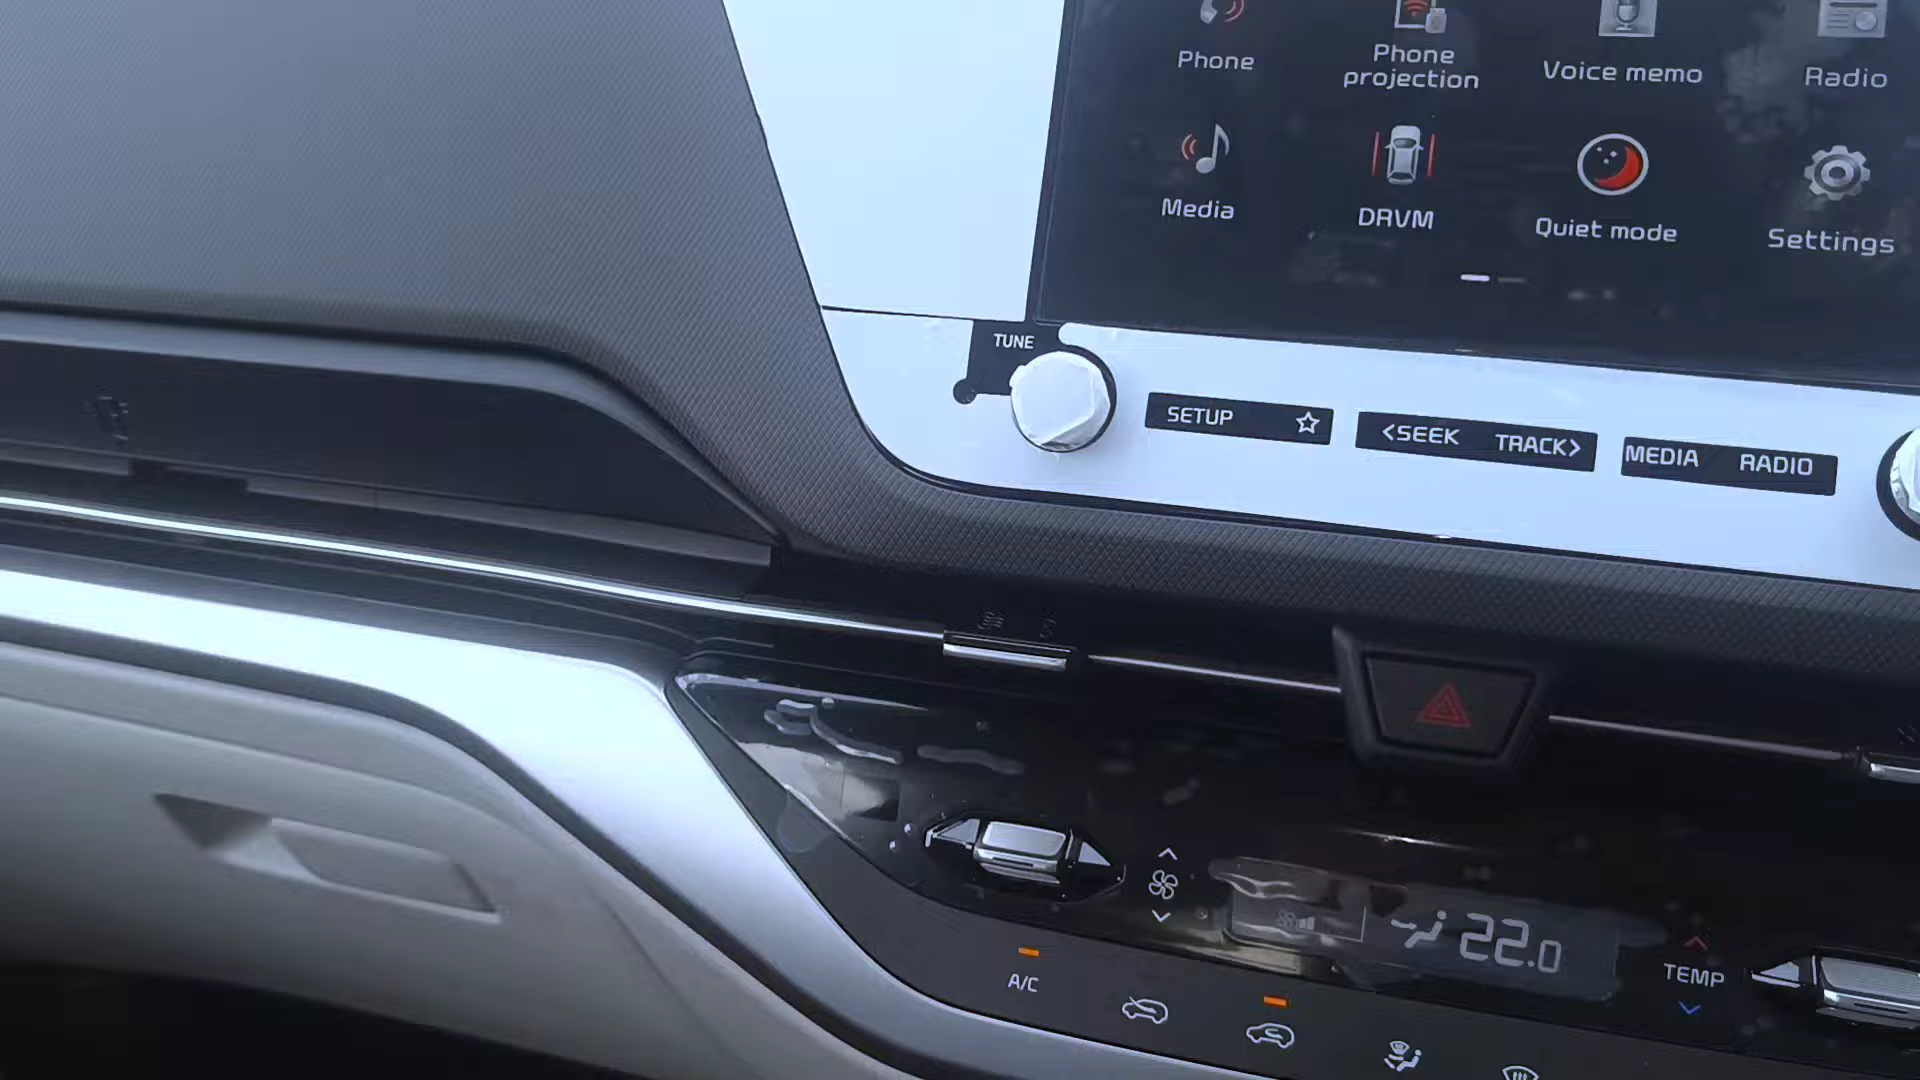 Phone
Phone
projection
Voice memo
Radio
Media
DRVM
Quiet mode
Settings
TUNE
SETUP
<SEEK TRACK>
MEDIA RADIO
22.0
TEMP
A/C